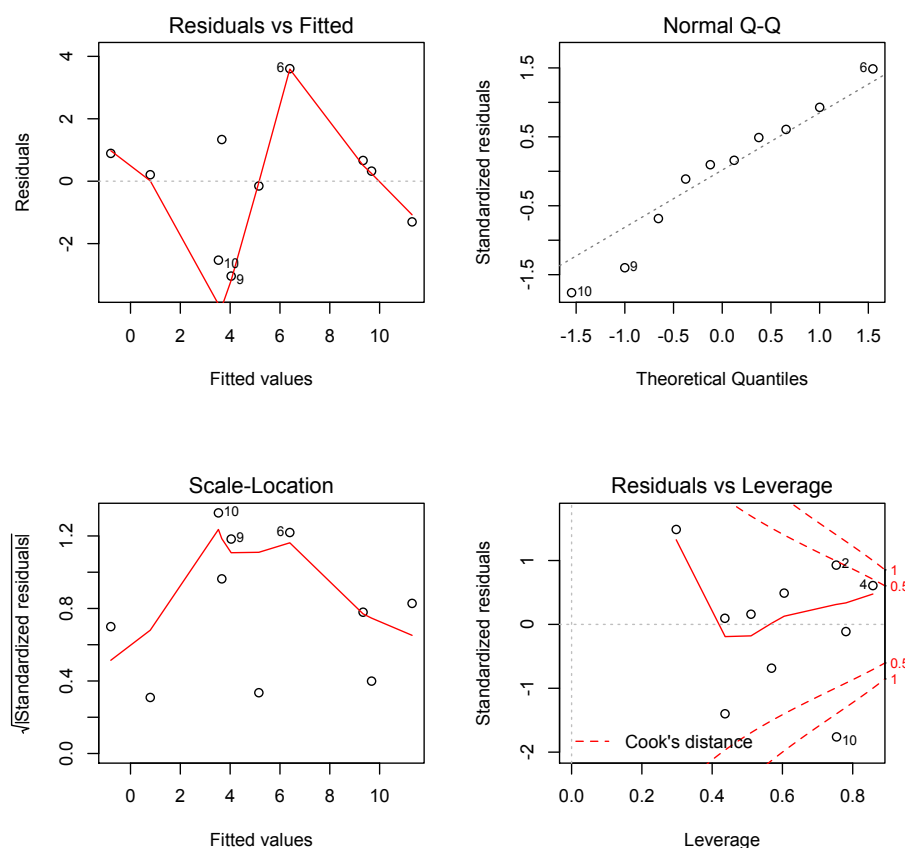 Residuals vs Fitted
Residuals
4
2
0
-2
6
10
9
0 2 4 6 8 10
Fitted values
Normal Q-Q
Standardized residuals
1.5
0.5
-0.5
-1.5
6
9
10
-1.5 -1.0 -0.5 0.0 0.5 1.0 1.5
Theoretical Quantiles
Scale-Location
√|Standardized residuals|
1.2
0.8
0.4
0.0
10
9
6
0 2 4 6 8 10
Fitted values
Residuals vs Leverage
Standardized residuals
1
0
-1
-2
2
4
10
1
0.5
0.5
1
Cook's distance
0.0 0.2 0.4 0.6 0.8
Leverage